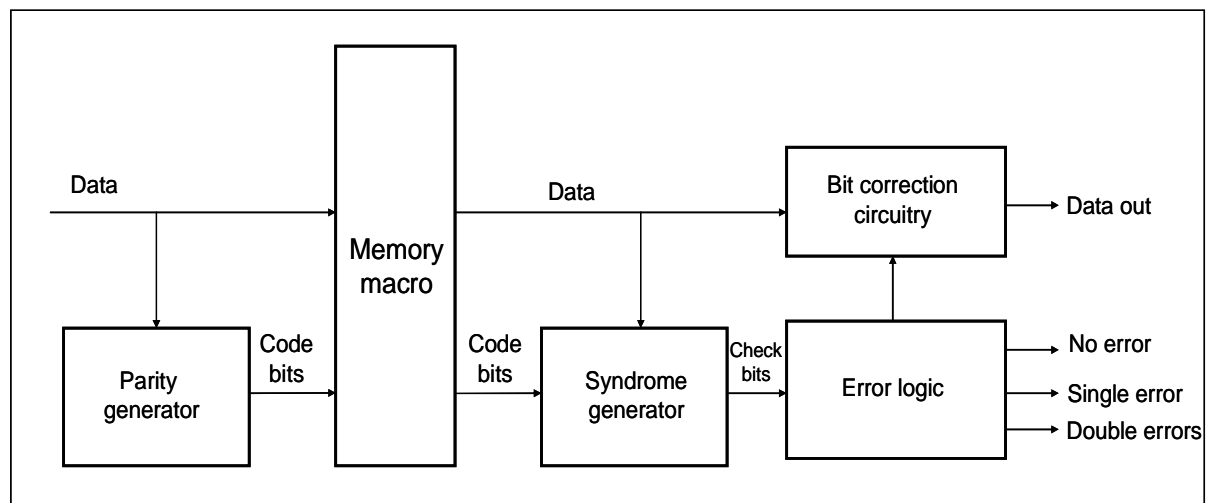 Data
Memory
macro
Data
Bit correction
circuitry
Data out
Parity
generator
Code
bits
Code
bits
Syndrome
generator
Check
bits
Error logic
No error
Single error
Double errors